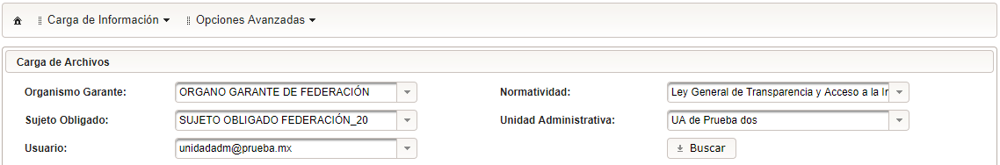 Carga de Información Opciones Avanzadas
Carga de Archivos
Organismo Garante: ORGANO GARANTE DE FEDERACIÓN Normatividad: Ley General de Transparencia y Acceso a la Ir
Sujeto Obligado: SUJETO OBLIGADO FEDERACIÓN_20 Unidad Administrativa: UA de Prueba dos
Usuario: unidadadm@prueba.mx Buscar